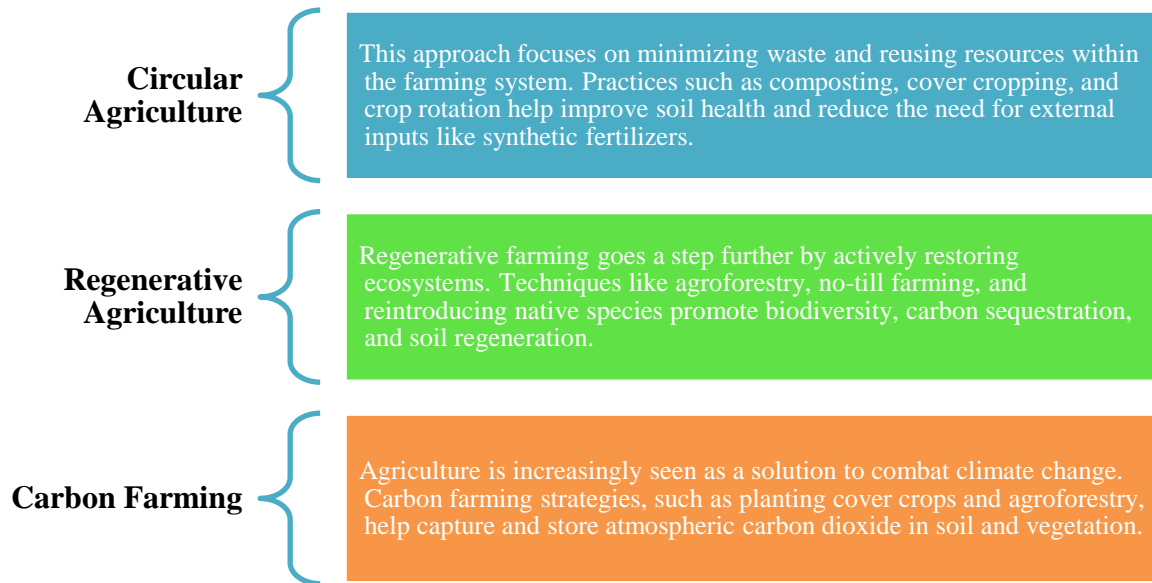 Circular
Agriculture
This approach focuses on minimizing waste and reusing resources within
the farming system. Practices such as composting, cover cropping, and
crop rotation help improve soil health and reduce the need for external
inputs like synthetic fertilizers.
Regenerative
Agriculture
Regenerative farming goes a step further by actively restoring
ecosystems. Techniques like agroforestry, no-till farming, and
reintroducing native species promote biodiversity, carbon sequestration,
and soil regeneration.
Carbon Farming
Agriculture is increasingly seen as a solution to combat climate change.
Carbon farming strategies, such as planting cover crops and agroforestry,
help capture and store atmospheric carbon dioxide in soil and vegetation.